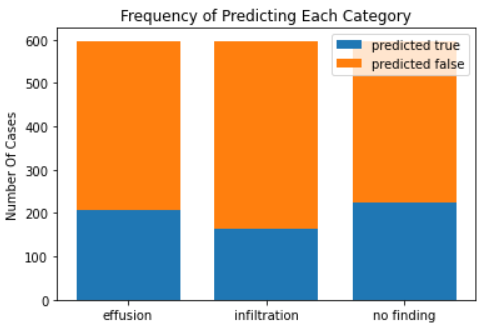 Frequency of Predicting Each Category
predicted true
predicted false
Number Of Cases
600
500
400
300
200
100
0
effusion
infiltration
no finding